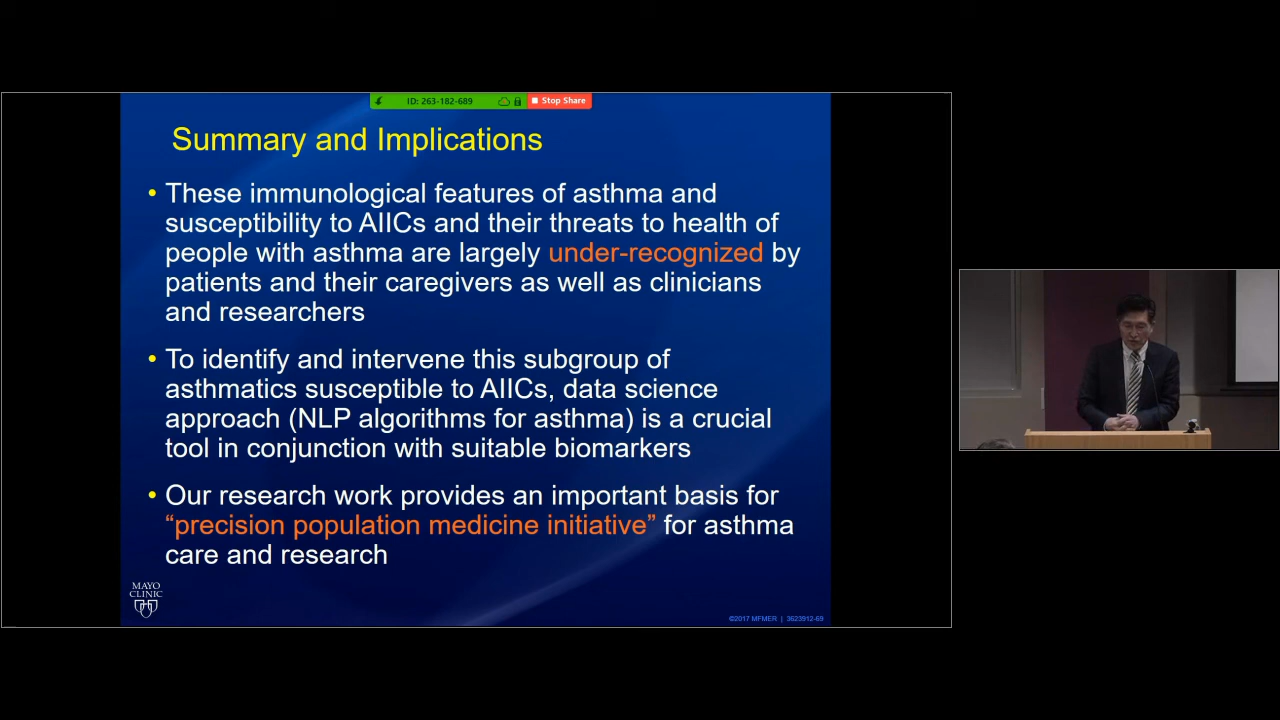 ID: 263-182-689
Stop Share
Summary and Implications
• These immunological features of asthma and
susceptibility to AIICs and their threats to health of
people with asthma are largely under-recognized by
patients and their caregivers as well as clinicians
and researchers
• To identify and intervene this subgroup of
asthmatics susceptible to AIICs, data science
approach (NLP algorithms for asthma) is a crucial
tool in conjunction with suitable biomarkers
• Our research work provides an important basis for
“precision population medicine initiative” for asthma
care and research
MAYO
CLINIC
©2017 MFMER | 3623912-69